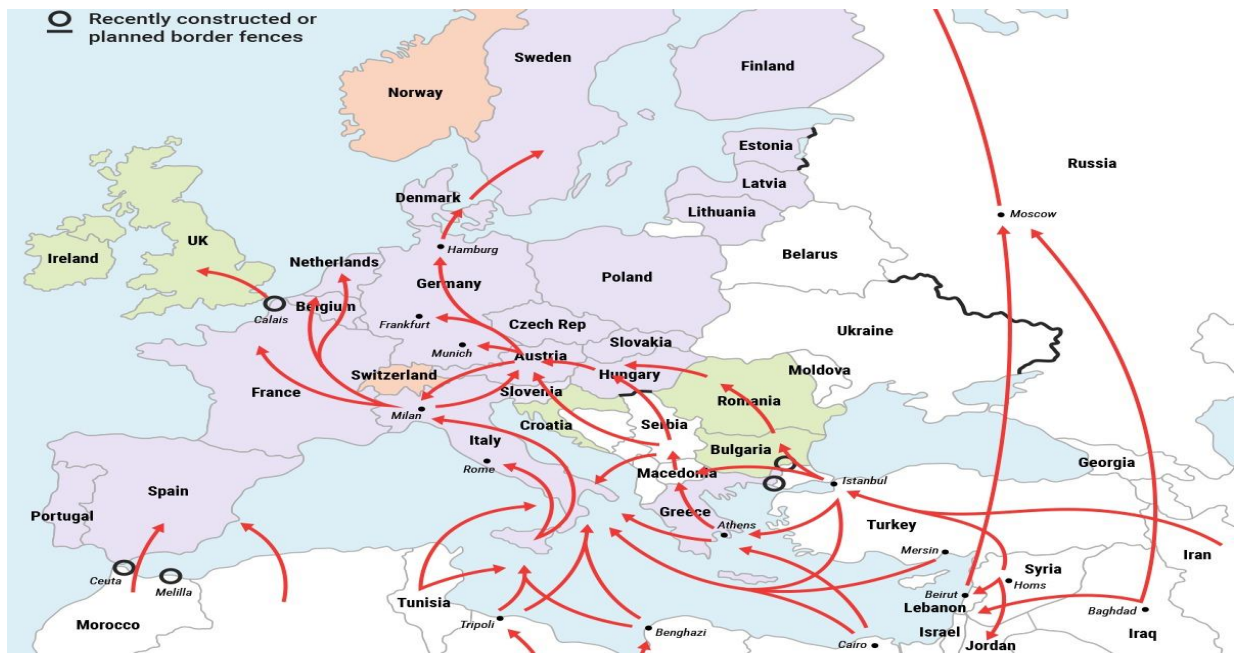 Recently constructed or
planned border fences
Sweden
Finland
Norway
Estonia
Russia
Latvia
Denmark
Lithuania
Moscow
UK
Ireland
Hamburg
Belarus
Netherlands
Germany
Poland
Belgium
Calais
Frankfurt
Czech Rep
Ukraine
Slovakia
Munich
Austria
Switzerland
Hungary
Moldova
France
Slovenia
Romania
Milan
Croatia
Serbia
Italy
Bulgaria
Rome
Macedonia
Georgia
Istanbul
Spain
Portugal
Greece
Athens
Turkey
Mersin
Iran
Ceuta
Melilla
Syria
Homs
Tunisia
Beirut
Lebanon
Baghdad
Morocco
Tripoli
Benghazi
Israel
Iraq
Cairo
Jordan